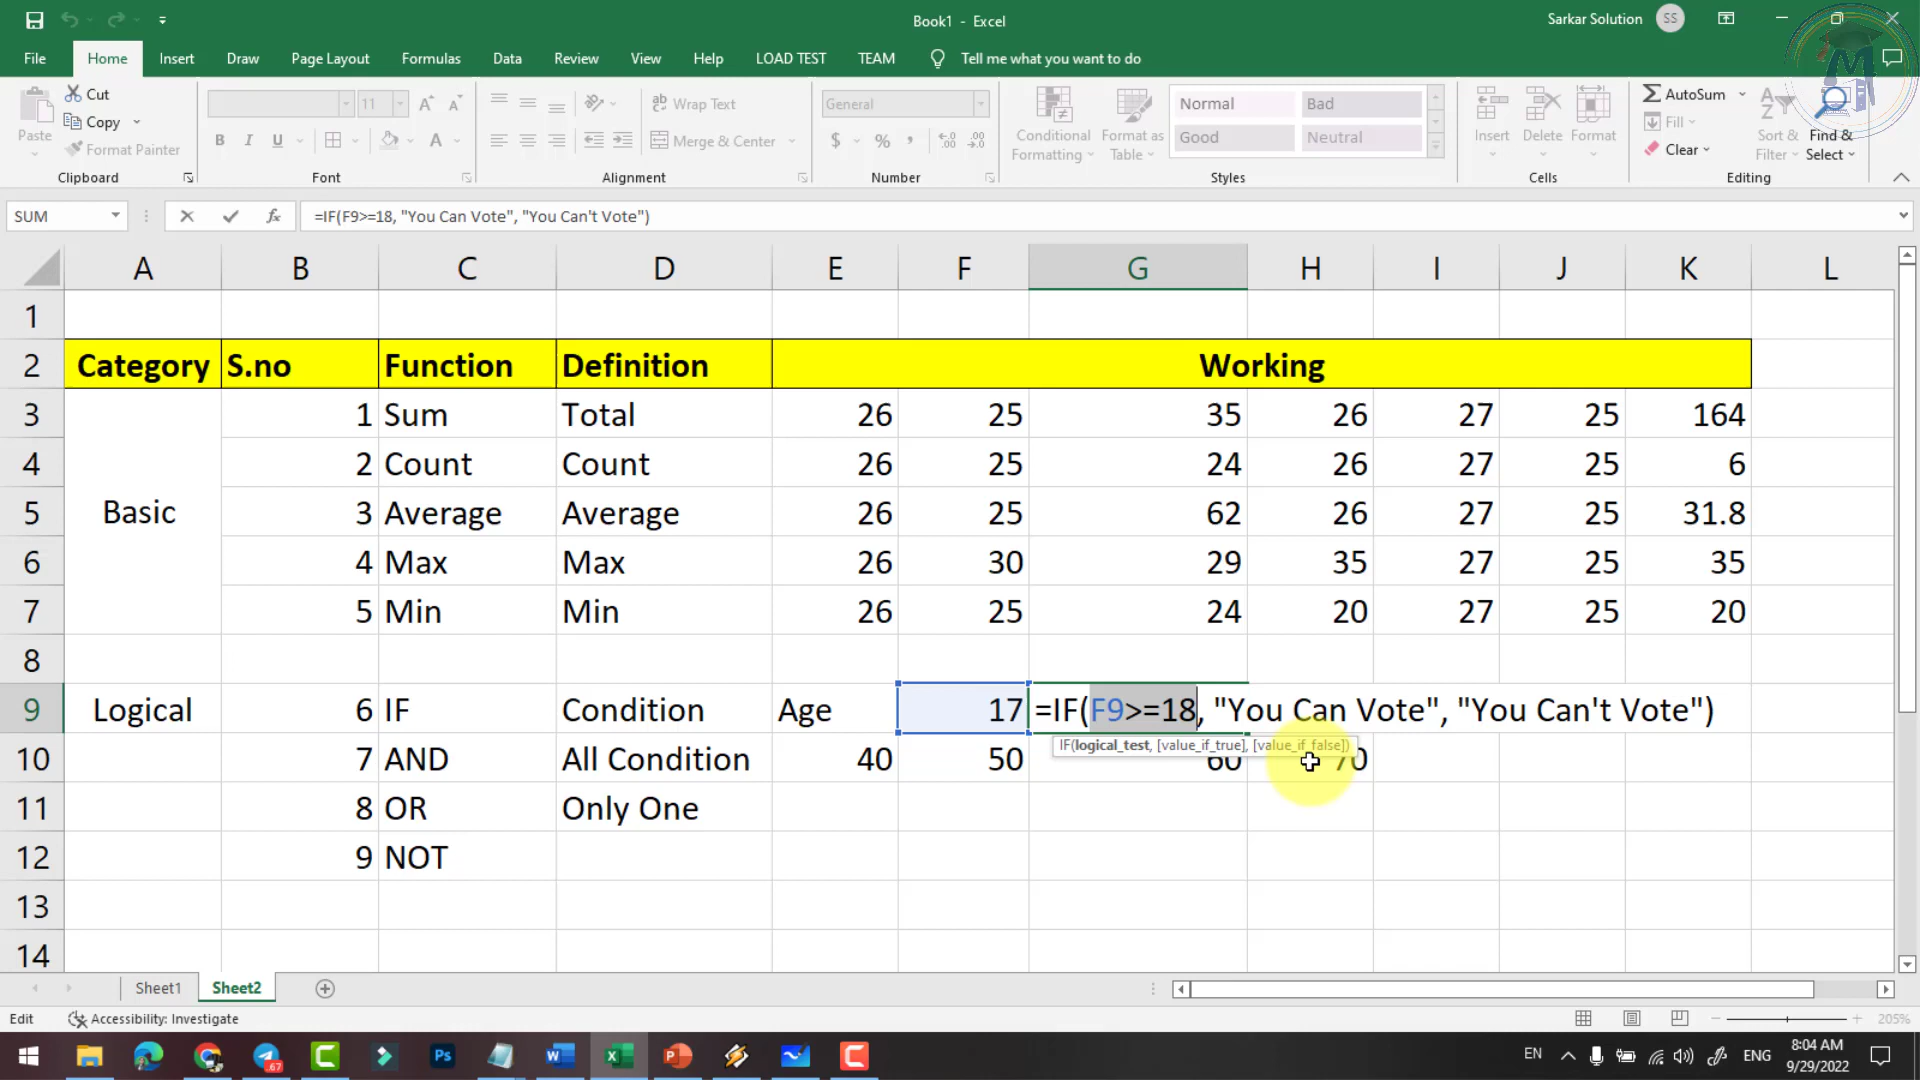 Book1 - Excel
Sarkar Solution SS
File Home Insert Draw Page Layout Formulas Data Review View Help LOAD TEST TEAM Tell me what you want to do
Paste
Cut
Copy
Format Painter
Clipboard
11
B I U
Font
Wrap Text
Merge & Center
Alignment
General
$ % ,
Number
Conditional Formatting
Format as Table
Normal Bad
Good Neutral
Styles
Insert Delete Format
Cells
AutoSum
Fill
Clear
Sort & Filter
Find & Select
Editing
SUM fx =IF(F9>=18, "You Can Vote", "You Can't Vote")
A B C D E F G H I J K L
1
2 Category S.no Function Definition Working
3 1 Sum Total 26 25 35 26 27 25 164
4 2 Count Count 26 25 24 26 27 25 6
5 Basic 3 Average Average 26 25 62 26 27 25 31.8
6 4 Max Max 26 30 29 35 27 25 35
7 5 Min Min 26 25 24 20 27 25 20
8
9 Logical 6 IF Condition Age 17 =IF(F9>=18, "You Can Vote", "You Can't Vote")
IF(logical_test, [value_if_true], [value_if_false])
10 7 AND All Condition 40 50 60 70
11 8 OR Only One
12 9 NOT
13
14
Sheet1 Sheet2
Edit Accessibility: Investigate 205%
EN ENG 8:04 AM
9/29/2022